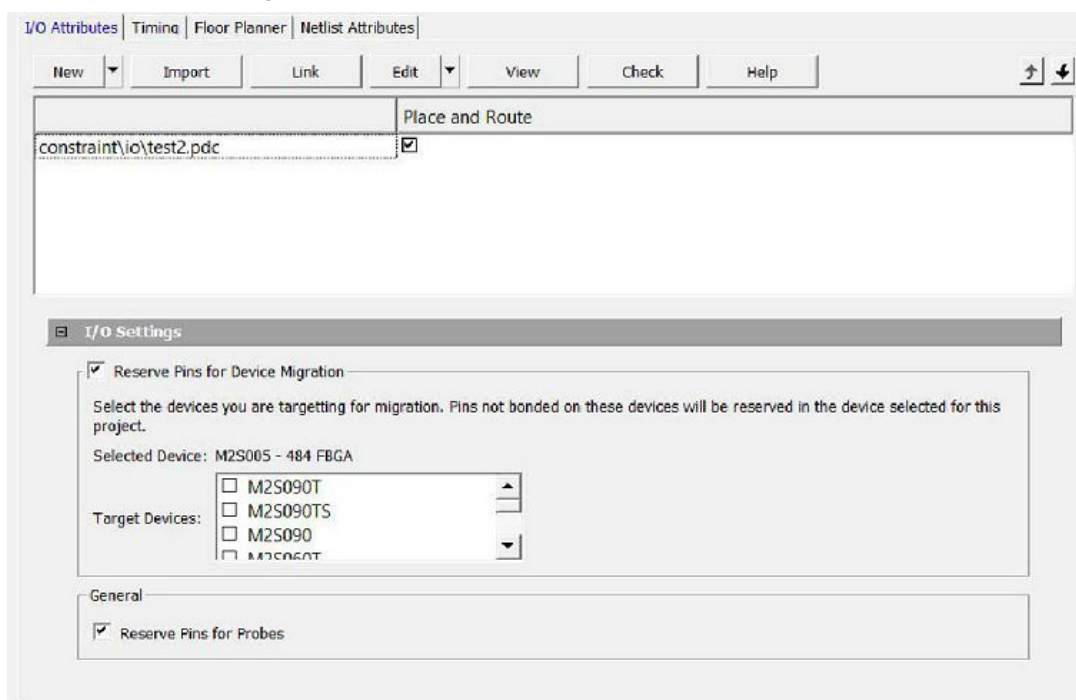 I/O Attributes Timing Floor Planner Netlist Attributes
New Import Link Edit View Check Help
Place and Route
constraint\io\test2.pdc
I/O Settings
Reserve Pins for Device Migration
Select the devices you are targetting for migration. Pins not bonded on these devices will be reserved in the device selected for this
project.
Selected Device: M2S005 - 484 FBGA
M2S090T
M2S090TS
Target Devices:
M2S090
M2S060T
General
Reserve Pins for Probes